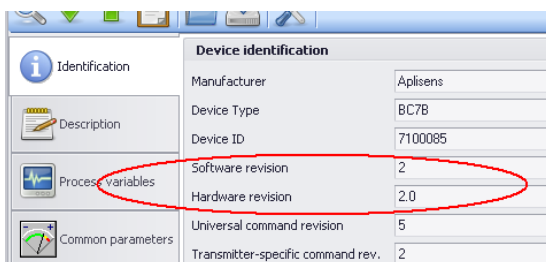 Device identification
Identification
Manufacturer Aplisens
Device Type BC7B
Description
Device ID 7100085
Software revision 2
Process variables
Hardware revision 2.0
Universal command revision 5
Common parameters
Transmitter-specific command rev. 2